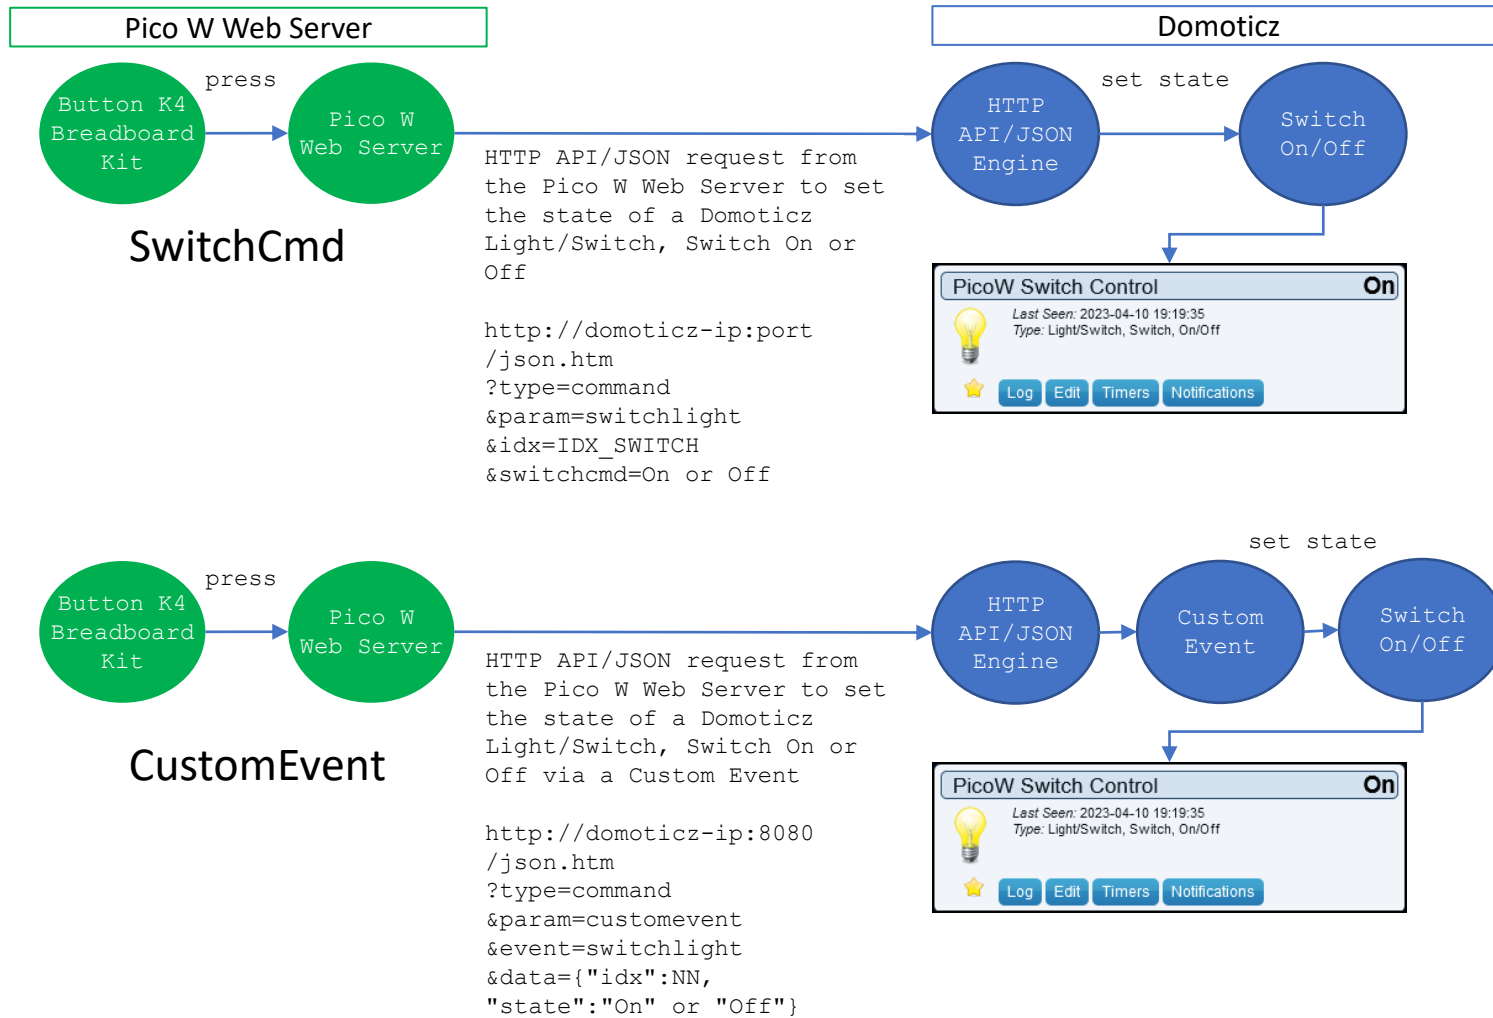 Pico W Web Server
Domoticz
press
set state
Button K4
Breadboard
Kit
Pico W
Web Server
HTTP
API/JSON
Engine
Switch
On/Off
SwitchCmd
HTTP API/JSON request from
the Pico W Web Server to set
the state of a Domoticz
Light/Switch, Switch On or
Off
http://domoticz-ip:port
/json.htm
?type=command
&param=switchlight
&idx=IDX_SWITCH
&switchcmd=On or Off
PicoW Switch Control
On
Last Seen: 2023-04-10 19:19:35
Type: Light/Switch, Switch, On/Off
Log
Edit
Timers
Notifications
set state
press
Button K4
Breadboard
Kit
Pico W
Web Server
HTTP
API/JSON
Engine
Custom
Event
Switch
On/Off
CustomEvent
HTTP API/JSON request from
the Pico W Web Server to set
the state of a Domoticz
Light/Switch, Switch On or
Off via a Custom Event
http://domoticz-ip:8080
/json.htm
?type=command
&param=customevent
&event=switchlight
&data={"idx":NN,
"state":"On" or "Off"}
PicoW Switch Control
On
Last Seen: 2023-04-10 19:19:35
Type: Light/Switch, Switch, On/Off
Log
Edit
Timers
Notifications